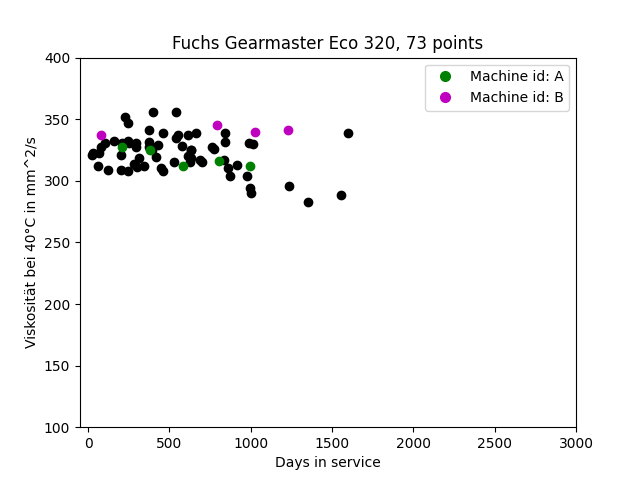 Fuchs Gearmaster Eco 320, 73 points
Machine id: A
Machine id: B
Viskosität bei 40°C in mm^2/s
400
350
300
250
200
150
100
0 500 1000 1500 2000 2500 3000
Days in service